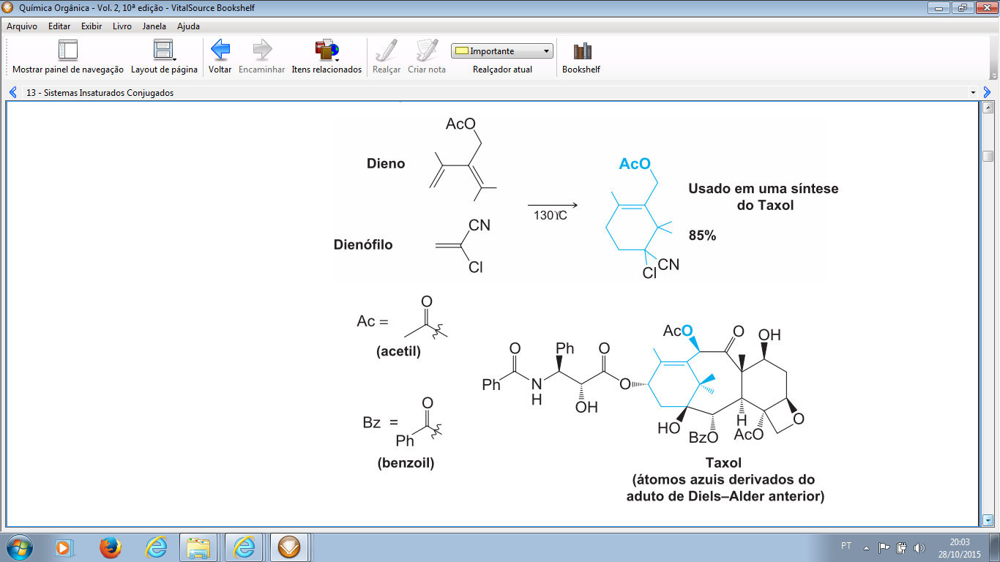 Química Orgânica - Vol. 2, 10ª edição - VitalSource Bookshelf
Arquivo Editar Exibir Livro Janela Ajuda
Mostrar painel de navegação Layout de página Voltar Encaminhar Itens relacionados Realçar Criar nota Importante Realçador atual Bookshelf
13 - Sistemas Insaturados Conjugados
AcO
Dieno
AcO
Usado em uma síntese
do Taxol
130ϒC
CN
Dienófilo
Cl
85%
CN
Cl
O
Ac =
(acetil)
O
Bz =
Ph
(benzoil)
AcO O OH
O Ph O
Ph N O
H OH
HO BzO H AcO O
Taxol
(átomos azuis derivados do
aduto de Diels–Alder anterior)
PT
20:03
28/10/2015